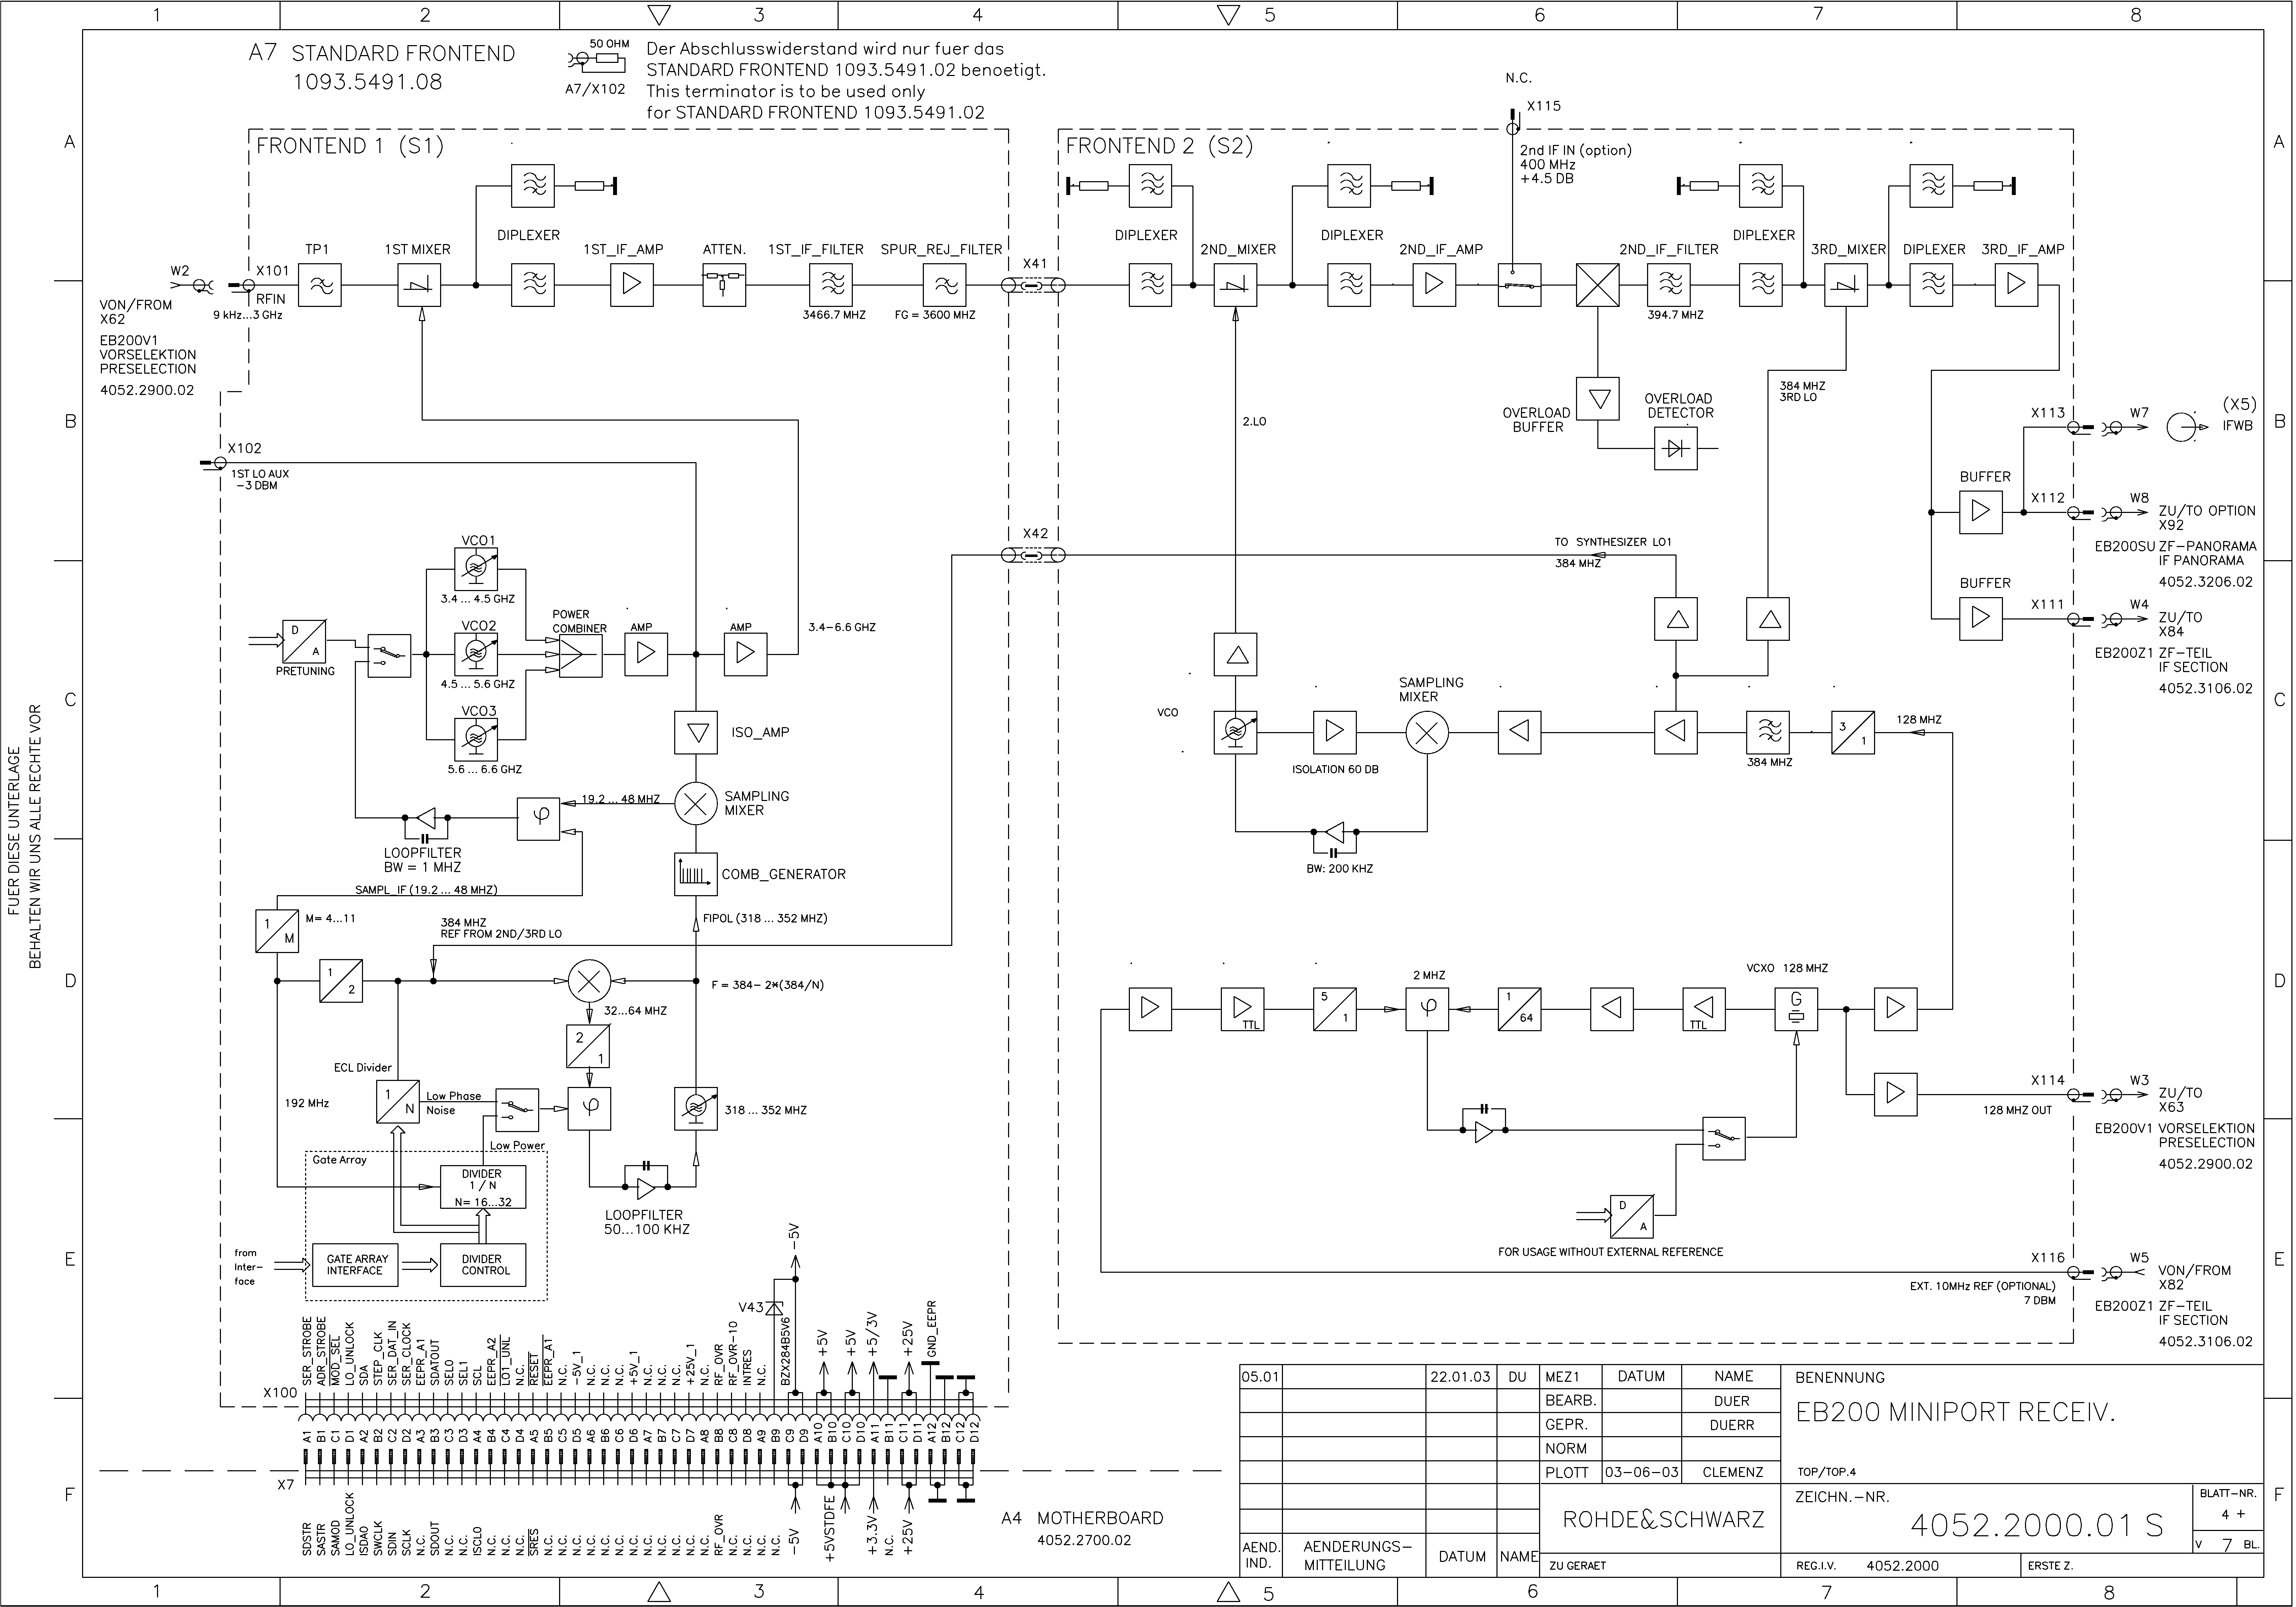 1 2 3 4 5 6 7 8
A7 STANDARD FRONTEND
1093.5491.08
50 OHM
A7/X102
Der Abschlusswiderstand wird nur fuer das
STANDARD FRONTEND 1093.5491.02 benoetigt.
This terminator is to be used only
for STANDARD FRONTEND 1093.5491.02
N.C.
X115
A
A
FRONTEND 1 (S1)
FRONTEND 2 (S2)
2nd IF IN (option)
400 MHz
+4.5 DB
DIPLEXER
DIPLEXER
DIPLEXER
DIPLEXER
TP1
1ST MIXER
1ST_IF_AMP
ATTEN.
1ST_IF_FILTER
SPUR_REJ_FILTER
2ND_MIXER
2ND_IF_AMP
2ND_IF_FILTER
3RD_MIXER
DIPLEXER
3RD_IF_AMP
W2
X101
X41
RFIN
9 kHz...3 GHz
3466.7 MHZ
FG = 3600 MHZ
394.7 MHZ
VON/FROM
X62
EB200V1
VORSELEKTION
PRESELECTION
4052.2900.02
384 MHZ
3RD LO
OVERLOAD
BUFFER
OVERLOAD
DETECTOR
2.LO
B
B
X113
W7
(X5)
IFWB
X102
1ST LO AUX
-3 DBM
BUFFER
X112
W8
ZU/TO OPTION
X92
EB200SU ZF-PANORAMA
IF PANORAMA
4052.3206.02
X42
TO SYNTHESIZER LO1
384 MHZ
VCO1
3.4 ... 4.5 GHZ
BUFFER
X111
W4
ZU/TO
X84
EB200Z1 ZF-TEIL
IF SECTION
4052.3106.02
D
A
PRETUNING
VCO2
4.5 ... 5.6 GHZ
POWER
COMBINER
AMP
AMP
3.4-6.6 GHZ
C
C
VCO3
5.6 ... 6.6 GHZ
ISO_AMP
VCO
SAMPLING
MIXER
ISOLATION 60 DB
384 MHZ
3
1
128 MHZ
19.2 ... 48 MHZ
SAMPLING
MIXER
φ
LOOPFILTER
BW = 1 MHZ
BW: 200 KHZ
COMB_GENERATOR
SAMPL_IF (19.2 ... 48 MHZ)
FUER DIESE UNTERLAGE
BEHALTEN WIR UNS ALLE RECHTE VOR
1
M
M= 4...11
384 MHZ
REF FROM 2ND/3RD LO
FIPOL (318 ... 352 MHZ)
D
D
1
2
F = 384- 2*(384/N)
32...64 MHZ
2
1
2 MHZ
VCXO 128 MHZ
TTL
5
1
φ
1
64
TTL
G
ECL Divider
1
N
192 MHz
Low Phase
Noise
Low Power
φ
318 ... 352 MHZ
X114
W3
ZU/TO
X63
128 MHZ OUT
EB200V1 VORSELEKTION
PRESELECTION
4052.2900.02
Gate Array
DIVIDER
1 / N
N= 16...32
LOOPFILTER
50...100 KHZ
D
A
FOR USAGE WITHOUT EXTERNAL REFERENCE
E
E
from
Inter-
face
GATE ARRAY
INTERFACE
DIVIDER
CONTROL
X116
W5
VON/FROM
X82
EXT. 10MHz REF (OPTIONAL)
7 DBM
EB200Z1 ZF-TEIL
IF SECTION
4052.3106.02
V43
BZX284B5V6
-5V
+5V
+5V
+5/3V
+25V
GND_EEPR
SER_STROBE
ADR_STROBE
MOD_SEL
LO_UNLOCK
SDA
STEP_CLK
SER_DAT_IN
SER_CLOCK
EEPR_A1
SDATOUT
SEL0
SEL1
SCL
EEPR_A2
LO1_UNL
N.C.
RESET
EEPR_A1
N.C.
-5V_1
N.C.
N.C.
N.C.
+5V_1
N.C.
N.C.
N.C.
+25V_1
N.C.
RF_OVR
RF_OVR-10
INTRES
N.C.
X100
A1 B1 C1 D1 A2 B2 C2 D2 A3 B3 C3 D3 A4 B4 C4 D4 A5 B5 C5 D5 A6 B6 C6 D6 A7 B7 C7 D7 A8 B8 C8 D8 A9 B9 C9 D9 A10 B10 C10 D10 A11 B11 C11 D11 A12 B12 C12 D12
X7
SDSTR
SASTR
SAMOD
LO_UNLOCK
ISDAO
SWCLK
SDIN
SCLK
N.C.
SDOUT
N.C.
N.C.
ISCLO
N.C.
N.C.
N.C.
SRES
N.C.
N.C.
N.C.
N.C.
N.C.
N.C.
N.C.
N.C.
N.C.
N.C.
N.C.
N.C.
RF_OVR
N.C.
N.C.
N.C.
N.C.
-5V
+5VSTDFE
+3.3V
N.C.
+25V
A4 MOTHERBOARD
4052.2700.02
F
F
05.01
22.01.03
DU
MEZ1
DATUM
NAME
BEARB.
DUER
GEPR.
DUERR
NORM
PLOTT
03-06-03
CLEMENZ
BENENNUNG
EB200 MINIPORT RECEIV.
TOP/TOP.4
ROHDE&SCHWARZ
ZEICHN.-NR.
4052.2000.01 S
BLATT-NR.
4 +
V 7 BL.
AEND.
IND.
AENDERUNGS-
MITTEILUNG
DATUM
NAME
ZU GERAET
REG.I.V.
4052.2000
ERSTE Z.
1 2 3 4 5 6 7 8